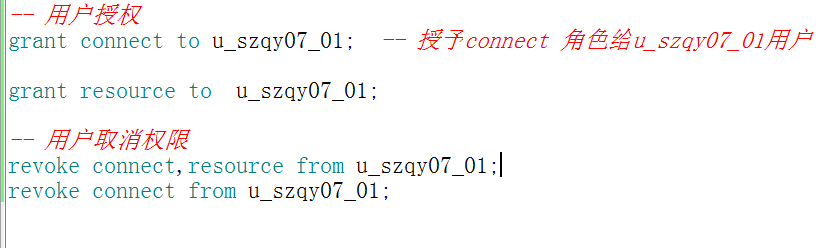 -- 用户授权
grant connect to u_szqy07_01; -- 授予connect 角色给u_szqy07_01用户
grant resource to u_szqy07_01;
-- 用户取消权限
revoke connect,resource from u_szqy07_01;
revoke connect from u_szqy07_01;